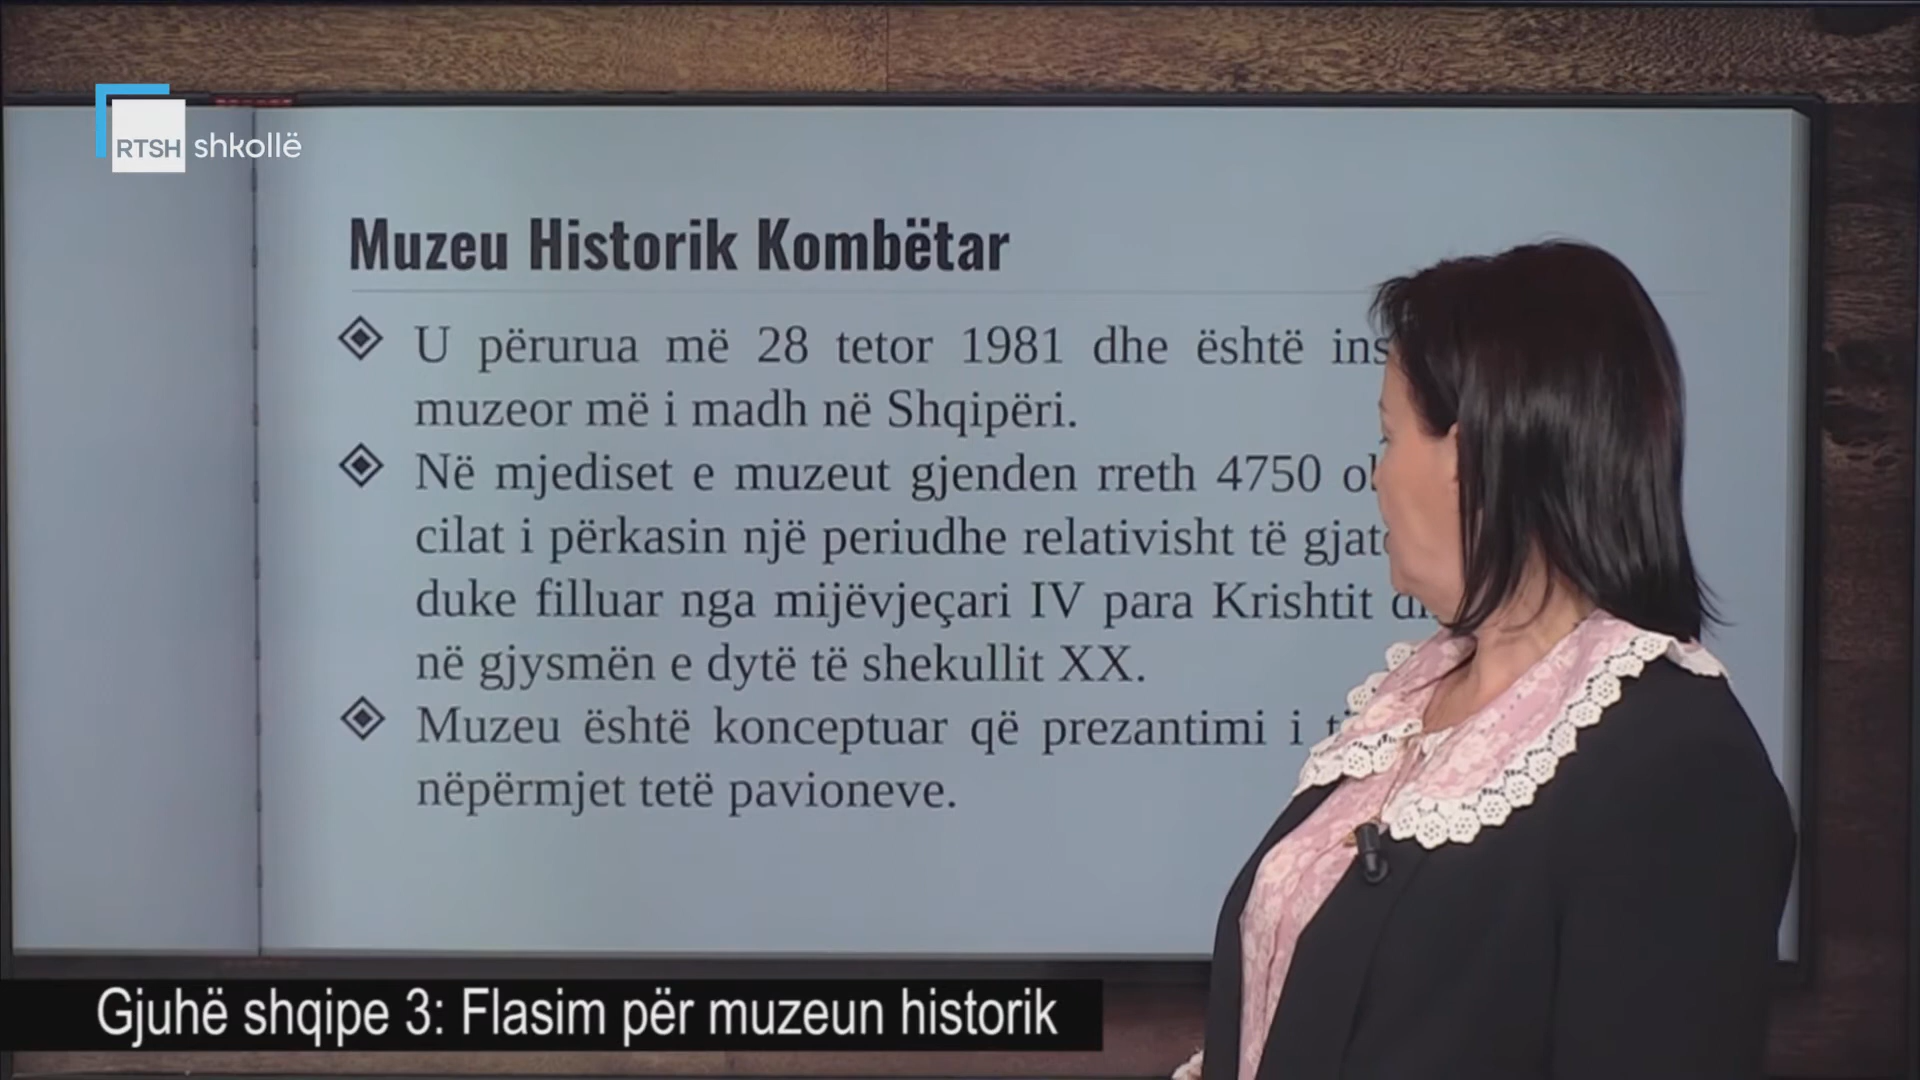 RTSH shkollë
Muzeu Historik Kombëtar
U përurua më 28 tetor 1981 dhe është
muzeor më i madh në Shqipëri.
Në mjediset e muzeut gjenden rreth 4750
cilat i përkasin një periudhe relativisht të
duke filluar nga mijëvjeçari IV para Krishtit
në gjysmën e dytë të shekullit XX.
Muzeu është konceptuar që prezantimi i
nëpërmjet tetë pavioneve.
Gjuhë shqipe 3: Flasim për muzeun historik